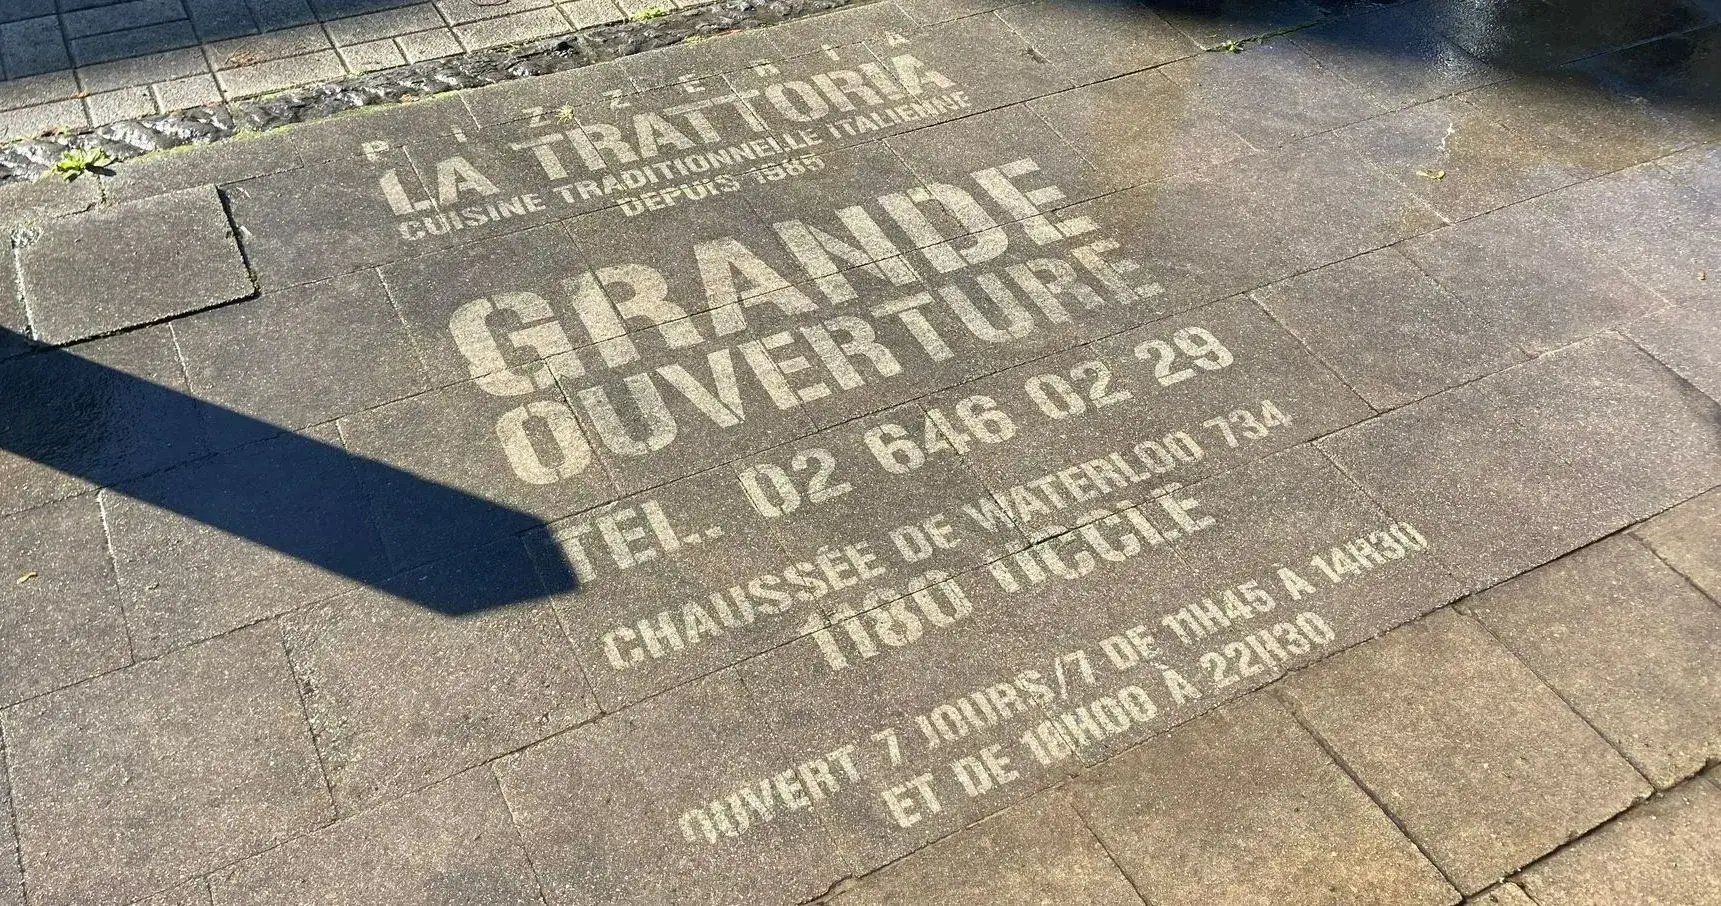 PIZZERIA
LA TRATTORIA
CUISINE TRADITIONNELLE ITALIENNE
DEPUIS 1985
GRANDE
OUVERTURE
TÉL. 02 646 02 29
CHAUSSÉE DE WATERLOO 734
1180 UCCLE
OUVERT 7 JOURS/7 DE 11H45 À 14H30
ET DE 18H00 À 22H30